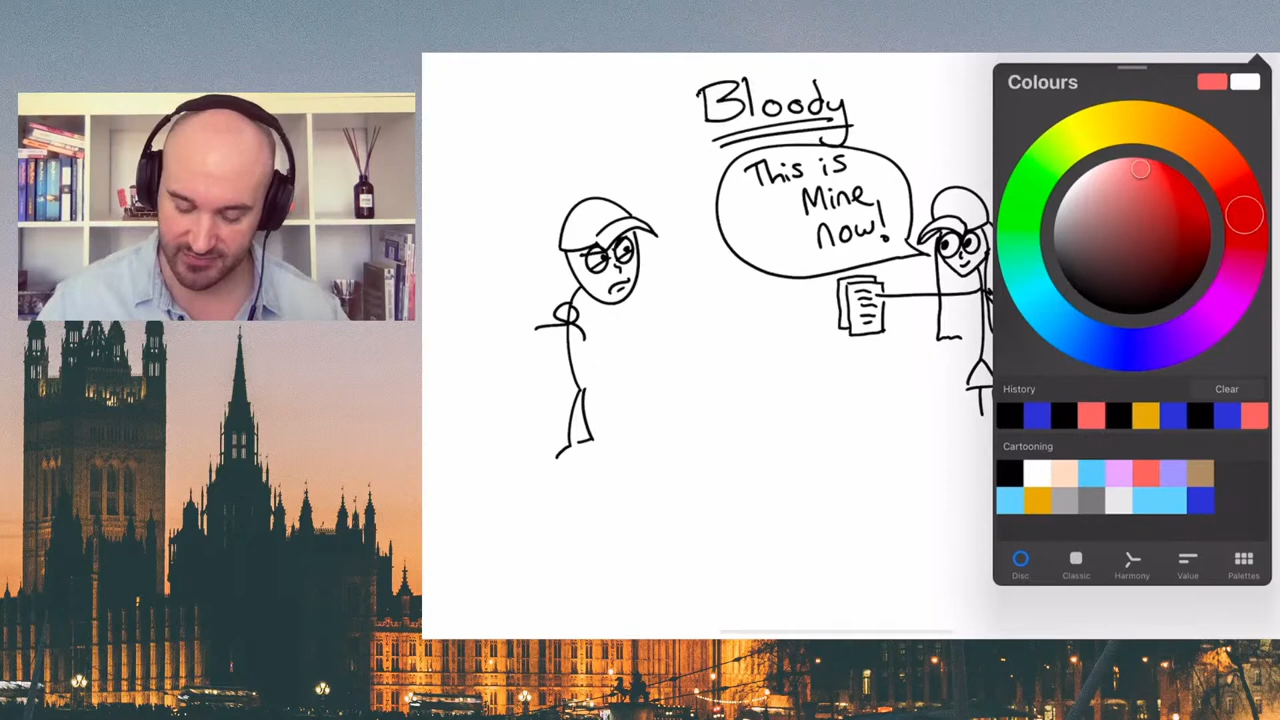 Bloody
This is
Mine
now!
Colours
History
Clear
Cartooning
Disc
Classic
Harmony
Value
Palettes